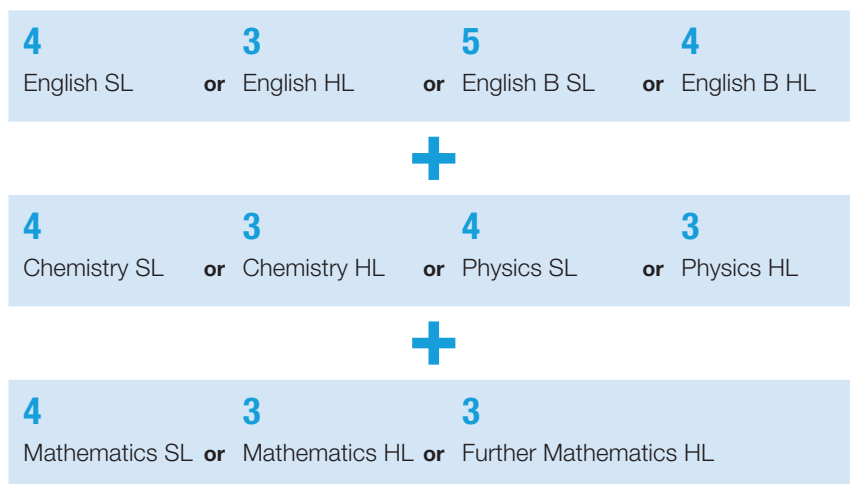 4 3 5 4
English SL or English HL or English B SL or English B HL
+
4 3 4 3
Chemistry SL or Chemistry HL or Physics SL or Physics HL
+
4 3 3
Mathematics SL or Mathematics HL or Further Mathematics HL